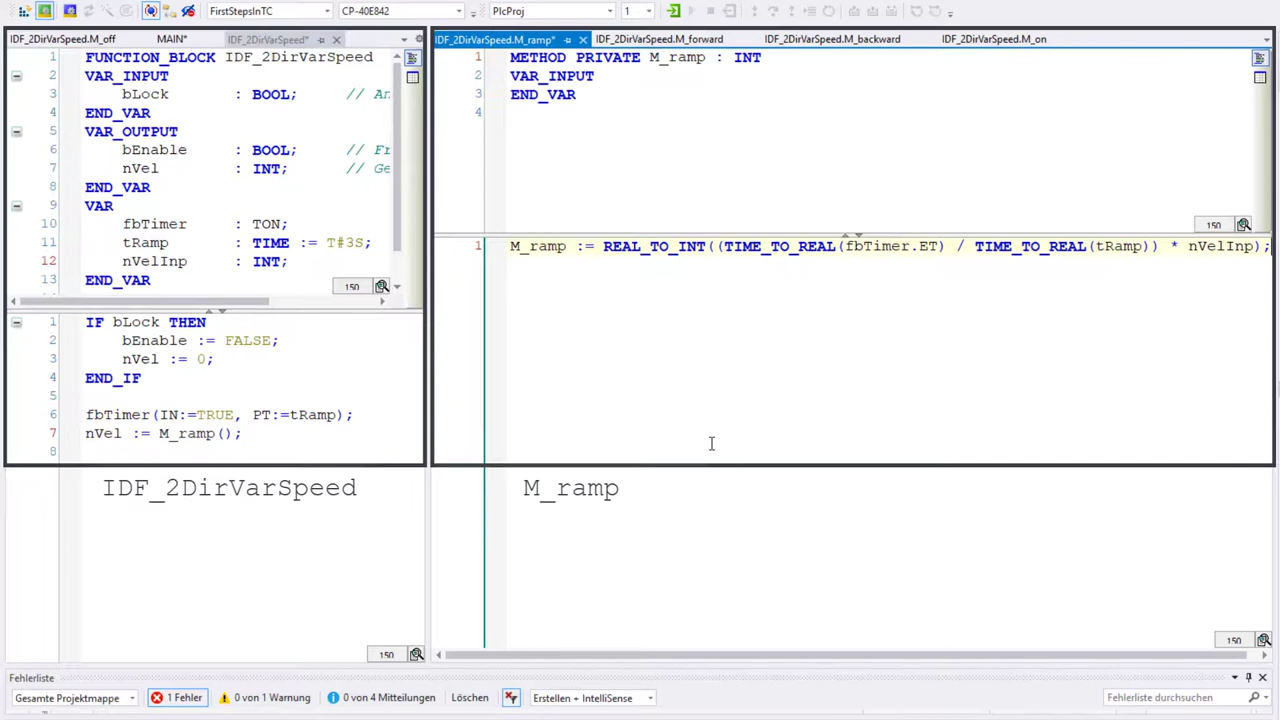 FirstStepsInTC CP-40E842 PlcProj 1
IDF_2DirVarSpeed.M_off MAIN* IDF_2DirVarSpeed*
1 FUNCTION_BLOCK IDF_2DirVarSpeed
2 VAR_INPUT
3 bLock : BOOL; // An
4 END_VAR
5 VAR_OUTPUT
6 bEnable : BOOL; // Fr
7 nVel : INT; // Ge
8 END_VAR
9 VAR
10 fbTimer : TON;
11 tRamp : TIME := T#3S;
12 nVelInp : INT;
13 END_VAR
150
1 IF bLock THEN
2 bEnable := FALSE;
3 nVel := 0;
4 END_IF
5
6 fbTimer(IN:=TRUE, PT:=tRamp);
7 nVel := M_ramp();
8
IDF_2DirVarSpeed
150
IDF_2DirVarSpeed.M_ramp* IDF_2DirVarSpeed.M_forward IDF_2DirVarSpeed.M_backward IDF_2DirVarSpeed.M_on
1 METHOD PRIVATE M_ramp : INT
2 VAR_INPUT
3 END_VAR
4
150
1 M_ramp := REAL_TO_INT((TIME_TO_REAL(fbTimer.ET) / TIME_TO_REAL(tRamp)) * nVelInp);
M_ramp
150
Fehlerliste
Gesamte Projektmappe 1 Fehler 0 von 1 Warnung 0 von 4 Mitteilungen Löschen Erstellen + IntelliSense Fehlerliste durchsuchen